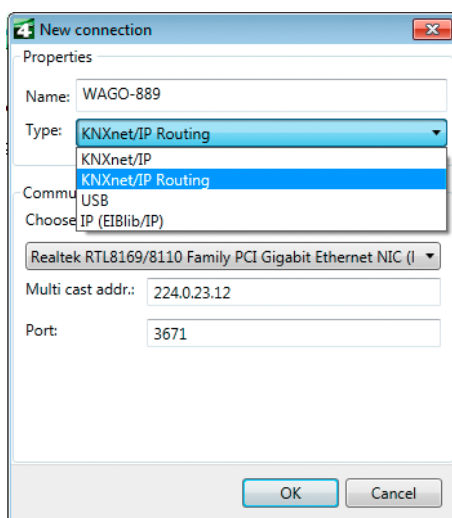 4 New connection
Properties
Name: WAGO-889
Type: KNXnet/IP Routing
KNXnet/IP
KNXnet/IP Routing
USB
IP (EIBlib/IP)
Commu
Choose
Realtek RTL8169/8110 Family PCI Gigabit Ethernet NIC (
Multi cast addr.: 224.0.23.12
Port: 3671
OK Cancel